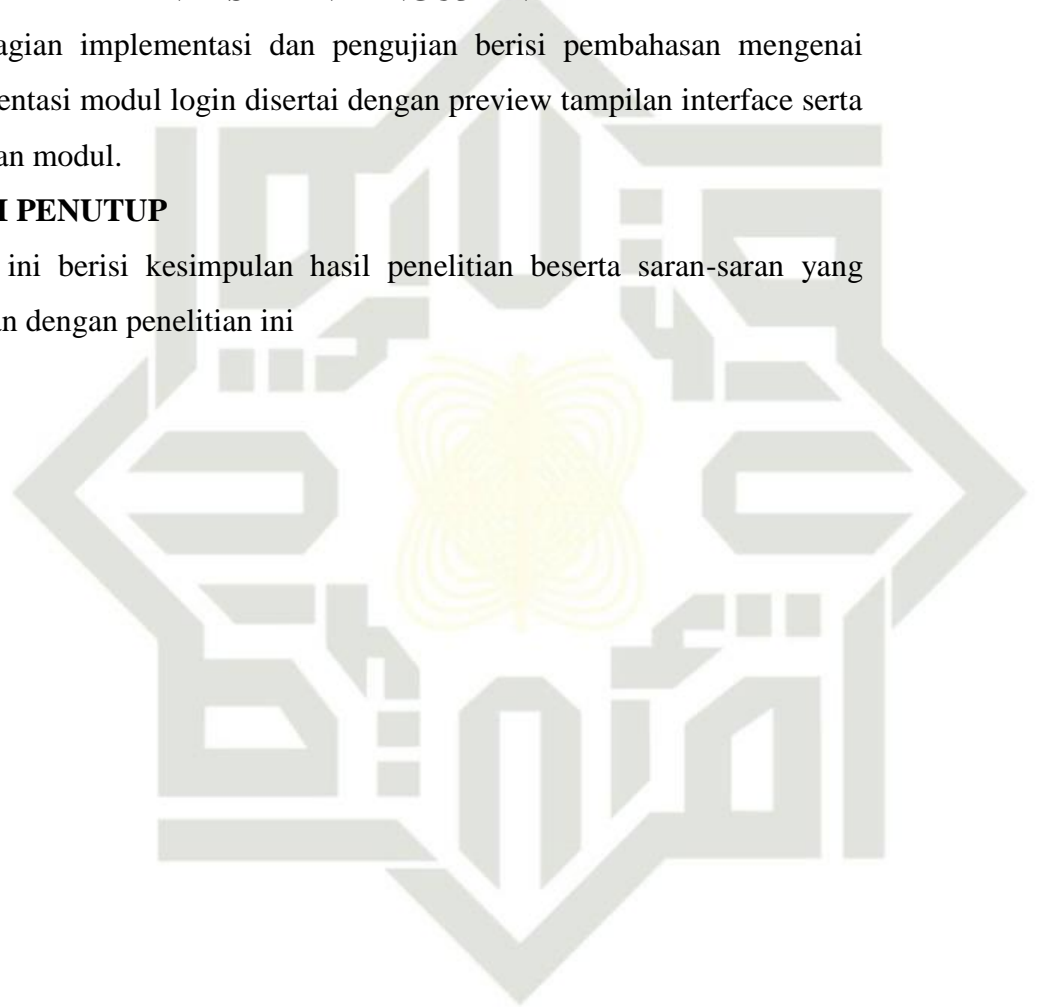 agian implementasi dan pengujian berisi pembahasan mengenai
entasi modul login disertai dengan preview tampilan interface serta
an modul.
I PENUTUP
ini berisi kesimpulan hasil penelitian beserta saran-saran yang
an dengan penelitian ini